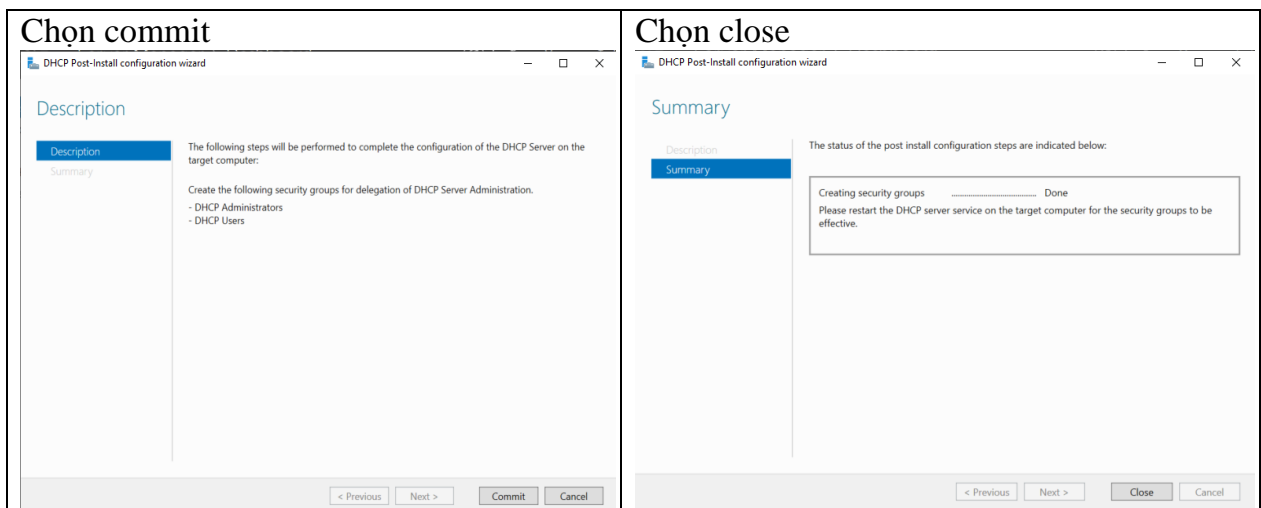 Chọn commit
DHCP Post-Install configuration wizard
Description
Description
Summary
The following steps will be performed to complete the configuration of the DHCP Server on the
target computer:
Create the following security groups for delegation of DHCP Server Administration.
- DHCP Administrators
- DHCP Users
< Previous Next > Commit Cancel
Chọn close
DHCP Post-Install configuration wizard
Summary
Description
Summary
The status of the post install configuration steps are indicated below:
Creating security groups ........................................ Done
Please restart the DHCP server service on the target computer for the security groups to be
effective.
< Previous Next > Close Cancel